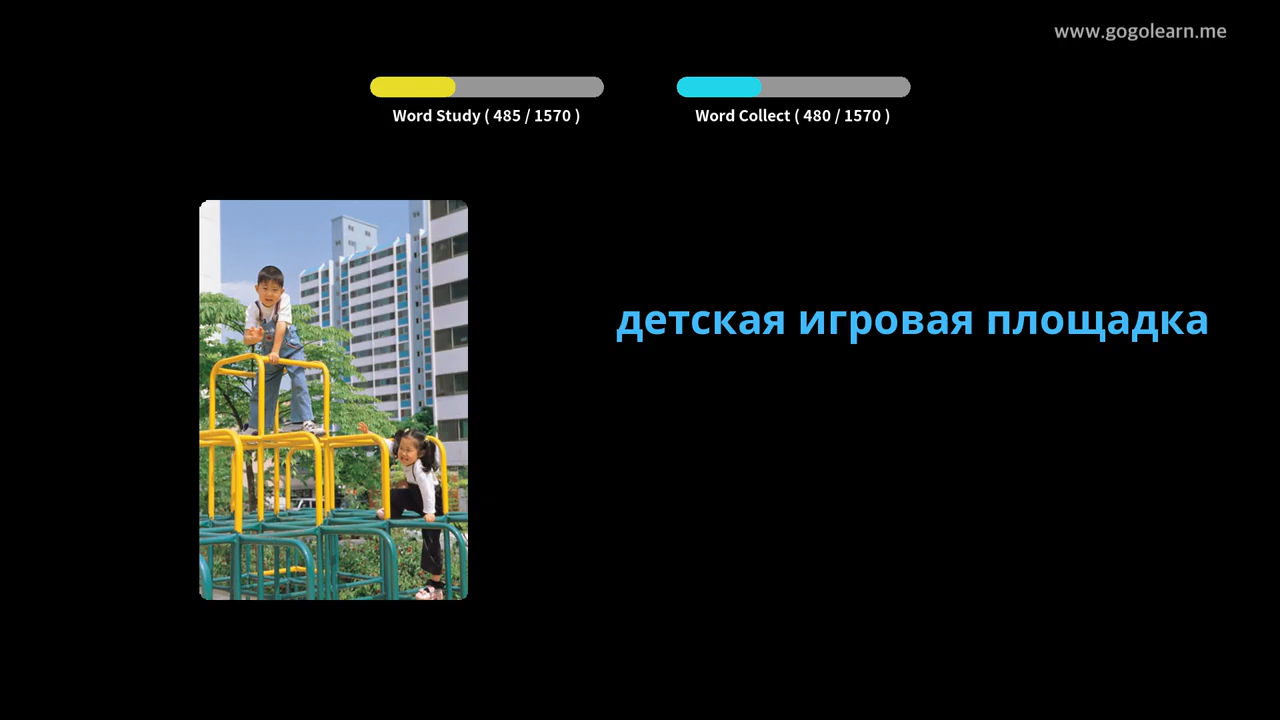 www.gogolearn.me
Word Study ( 485 / 1570 )
Word Collect ( 480 / 1570 )
детская игровая площадка